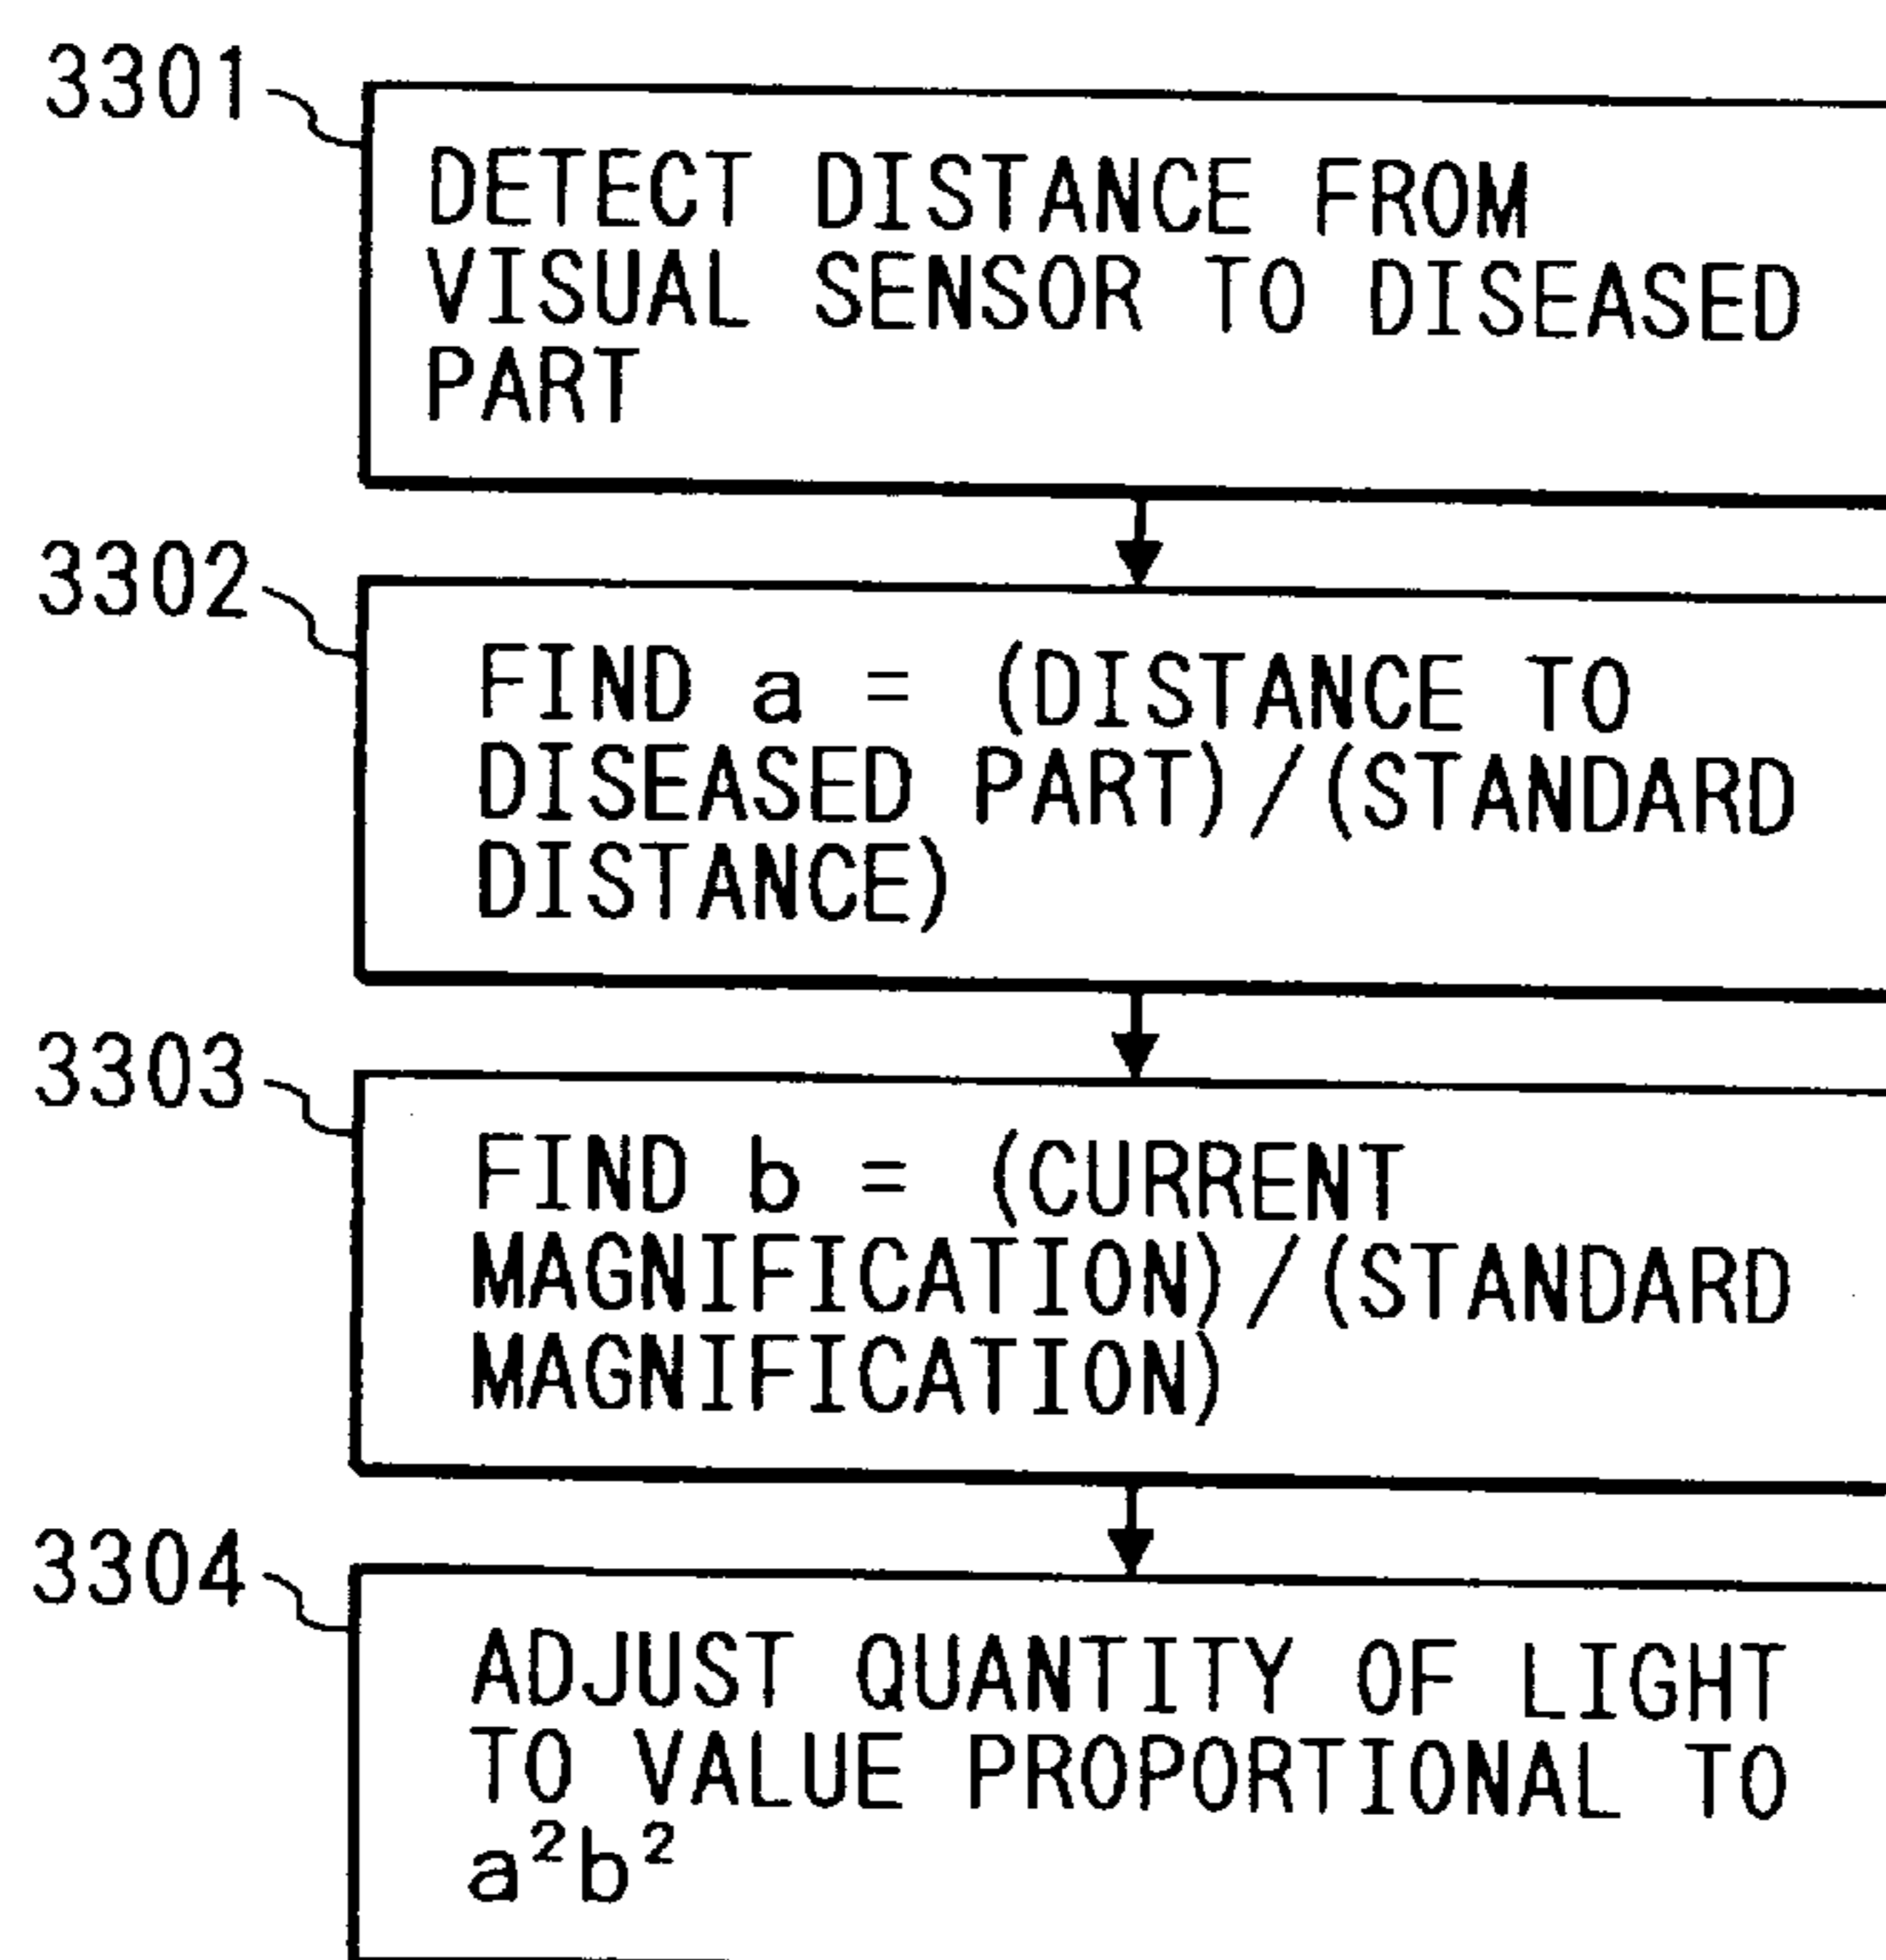 3301
DETECT DISTANCE FROM
VISUAL SENSOR TO DISEASED
PART
3302
FIND a = (DISTANCE TO
DISEASED PART)/(STANDARD
DISTANCE)
3303
FIND b = (CURRENT
MAGNIFICATION)/(STANDARD
MAGNIFICATION)
3304
ADJUST QUANTITY OF LIGHT
TO VALUE PROPORTIONAL TO
a²b²